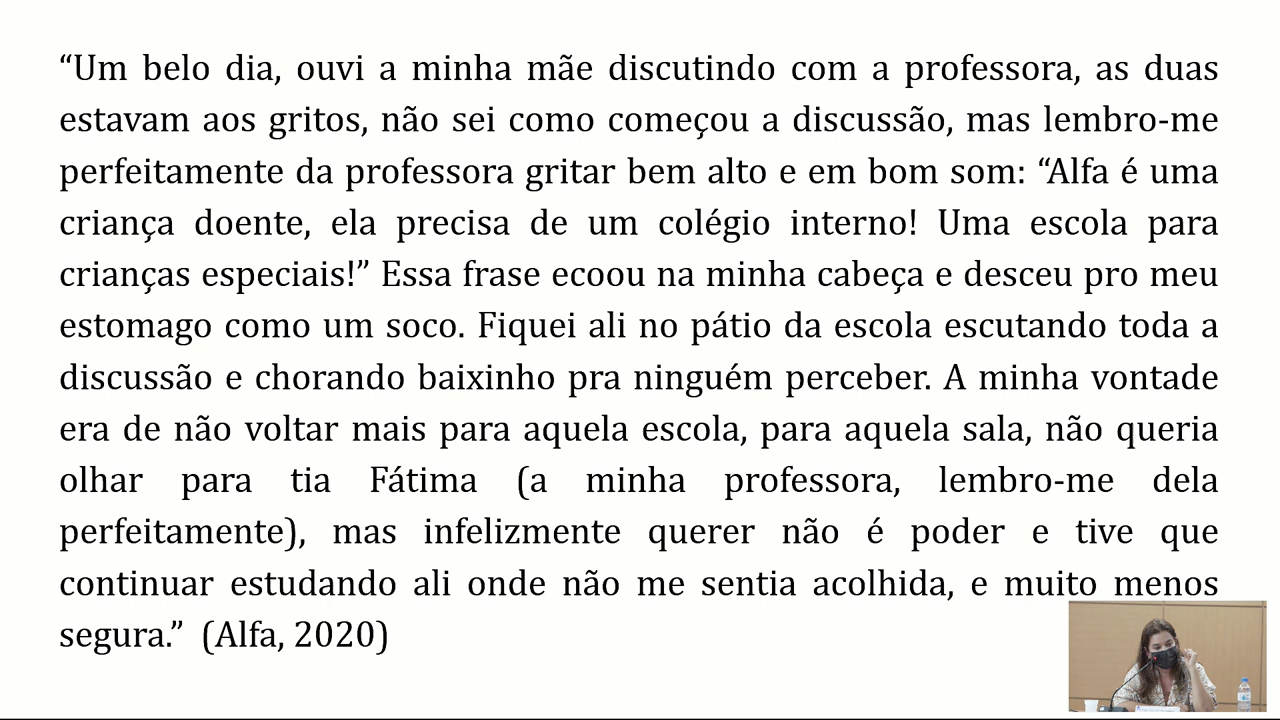 “Um belo dia, ouvi a minha mãe discutindo com a professora, as duas
estavam aos gritos, não sei como começou a discussão, mas lembro-me
perfeitamente da professora gritar bem alto e em bom som: “Alfa é uma
criança doente, ela precisa de um colégio interno! Uma escola para
crianças especiais!” Essa frase ecoou na minha cabeça e desceu pro meu
estomago como um soco. Fiquei ali no pátio da escola escutando toda a
discussão e chorando baixinho pra ninguém perceber. A minha vontade
era de não voltar mais para aquela escola, para aquela sala, não queria
olhar para tia Fátima (a minha professora, lembro-me dela
perfeitamente), mas infelizmente querer não é poder e tive que
continuar estudando ali onde não me sentia acolhida, e muito menos
segura.” (Alfa, 2020)